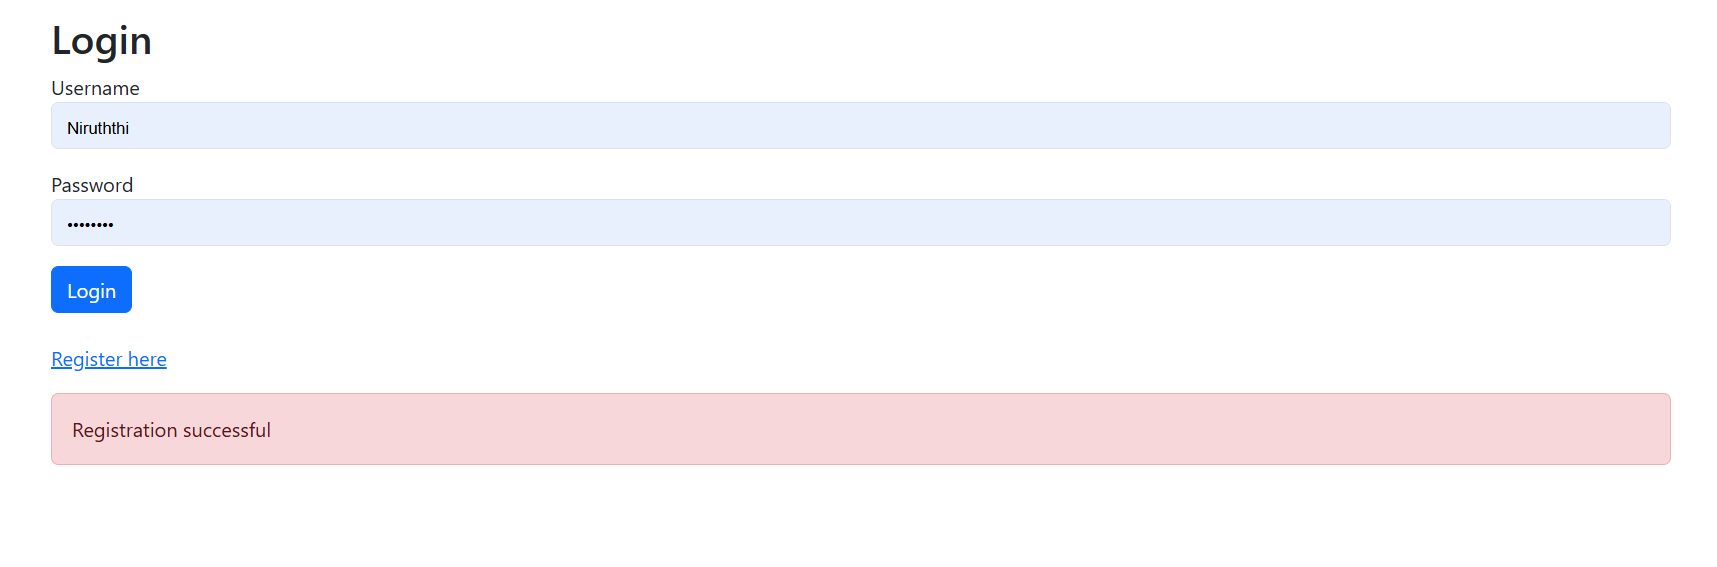 Login
Username
Niruththi
Password
••••••••
Login
Register here
Registration successful